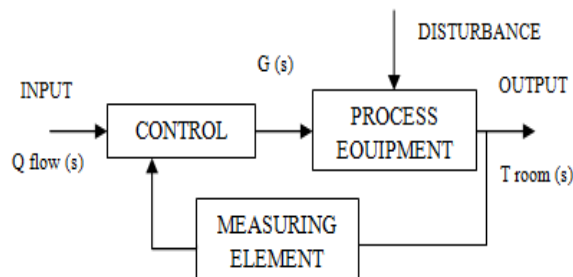 DISTURBANCE
G (s)
INPUT
OUTPUT
CONTROL
PROCESS
EQUIPMENT
Q flow (s)
T room (s)
MEASURING
ELEMENT